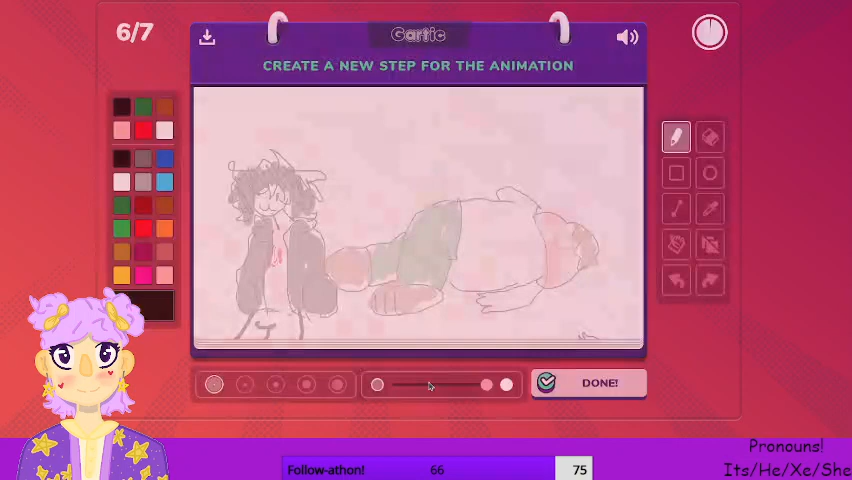 6/7
Gartic
CREATE A NEW STEP FOR THE ANIMATION
DONE!
Pronouns!
Its/He/Xe/She
Follow-athon! 66 75